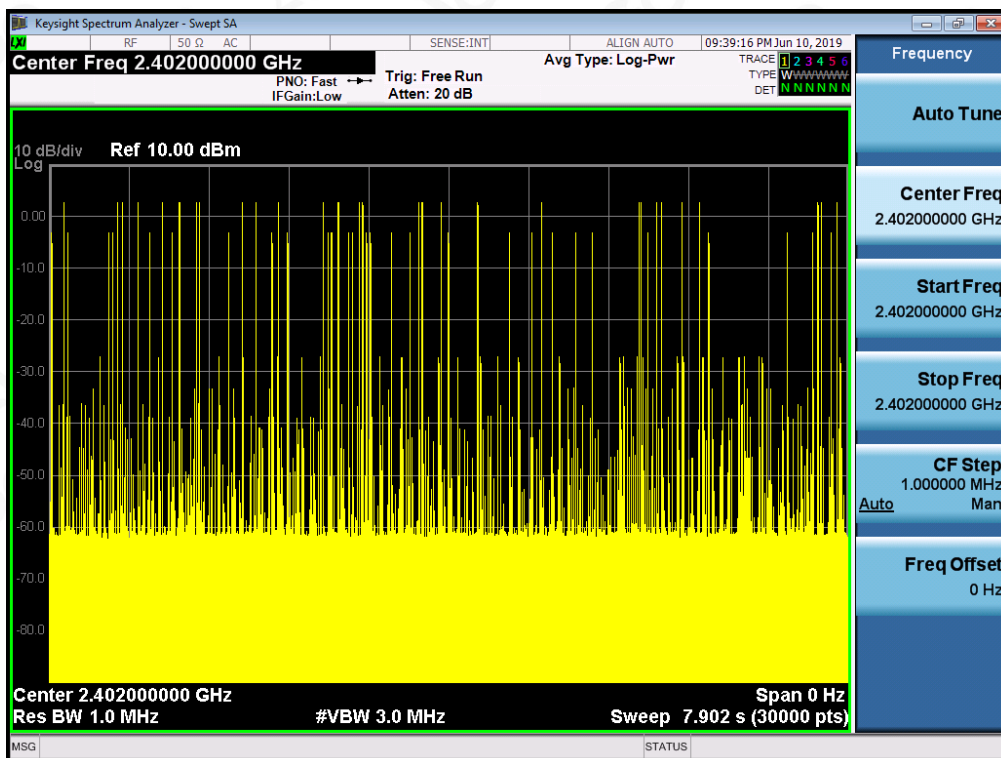 Keysight Spectrum Analyzer - Swept SA
LXI RF 50 Ω AC SENSE:INT ALIGN AUTO 09:39:16 PM Jun 10, 2019
Center Freq 2.402000000 GHz
PNO: Fast
IFGain:Low
Trig: Free Run
Atten: 20 dB
Avg Type: Log-Pwr
TRACE 1 2 3 4 5 6
TYPE WWWWWW
DET N N N N N N
10 dB/div Ref 10.00 dBm
Log
0.00
-10.0
-20.0
-30.0
-40.0
-50.0
-60.0
-70.0
-80.0
Center 2.402000000 GHz Span 0 Hz
Res BW 1.0 MHz #VBW 3.0 MHz Sweep 7.902 s (30000 pts)
MSG STATUS
Frequency
Auto Tune
Center Freq
2.402000000 GHz
Start Freq
2.402000000 GHz
Stop Freq
2.402000000 GHz
CF Step
1.000000 MHz
Auto Man
Freq Offset
0 Hz